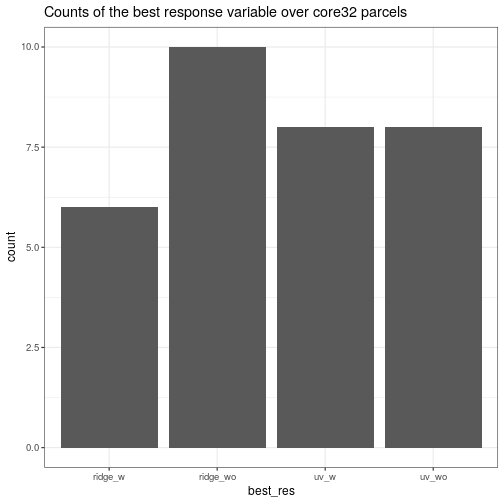 Counts of the best response variable over core32 parcels
10.0
7.5
5.0
2.5
0.0
count
ridge_w ridge_wo uv_w uv_wo
best_res